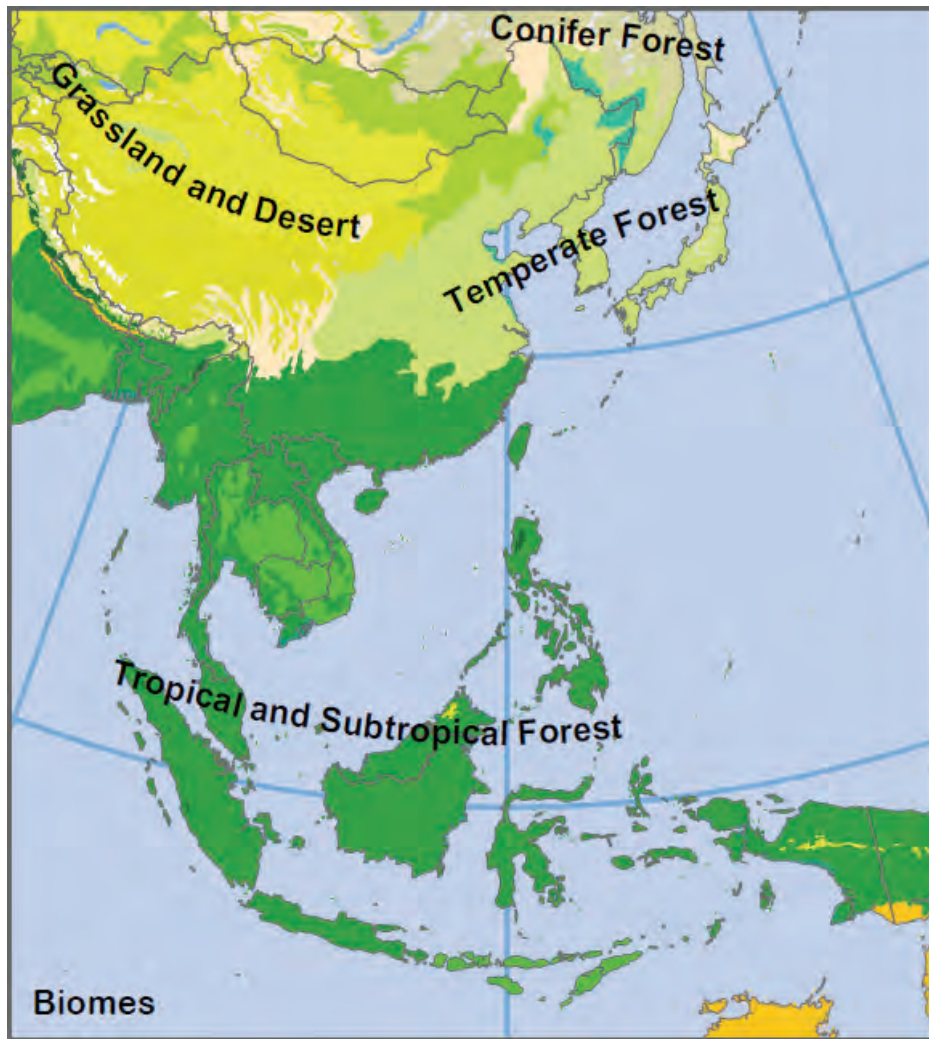 Conifer Forest
Grassland and Desert
Temperate Forest
Tropical and Subtropical Forest
Biomes